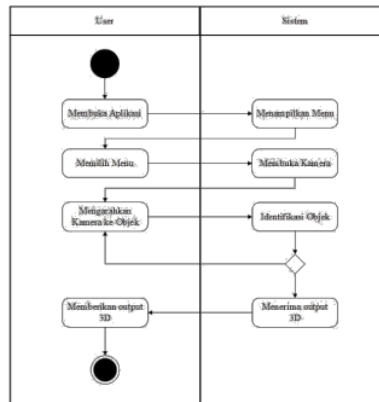 User
Sistem
Membuka Aplikasi
Menampilkan Menu
Memilih Menu
Membuka Kamera
Mengarahkan
Kamera ke Objek
Identifikasi Objek
Memberikan output
3D
Menerima output
3D